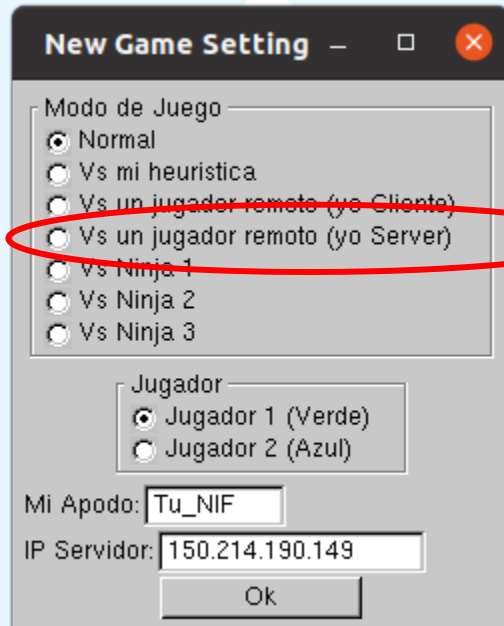 New Game Setting
Modo de Juego
Normal
Vs mi heuristica
Vs un jugador remoto (yo Cliente)
Vs un jugador remoto (yo Server)
Vs Ninja 1
Vs Ninja 2
Vs Ninja 3
Jugador
Jugador 1 (Verde)
Jugador 2 (Azul)
Mi Apodo: Tu_NIF
IP Servidor: 150.214.190.149
Ok